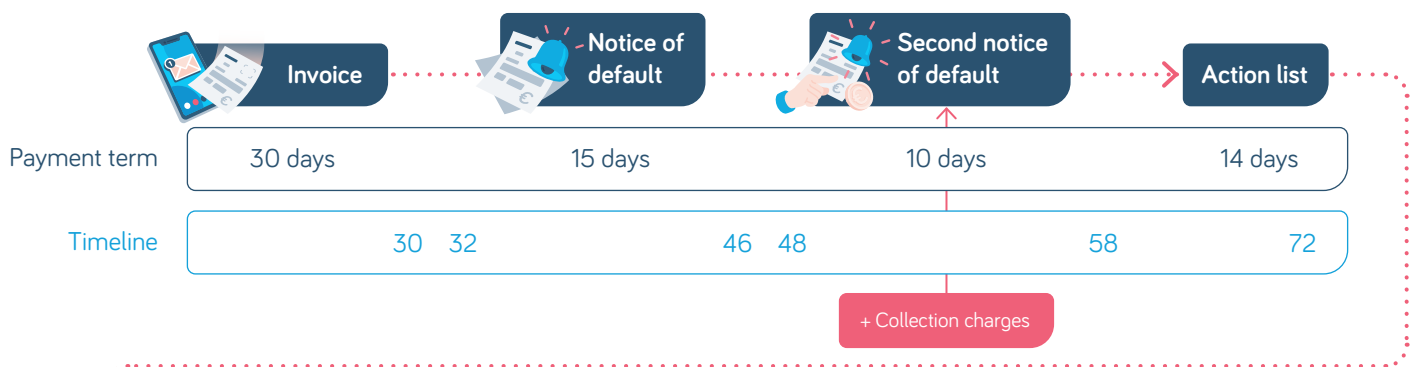 Invoice
Notice of
default
Second notice
of default
Action list
1
€
€
€
Payment term
30 days
15 days
10 days
14 days
Timeline
30
32
46
48
58
72
+ Collection charges